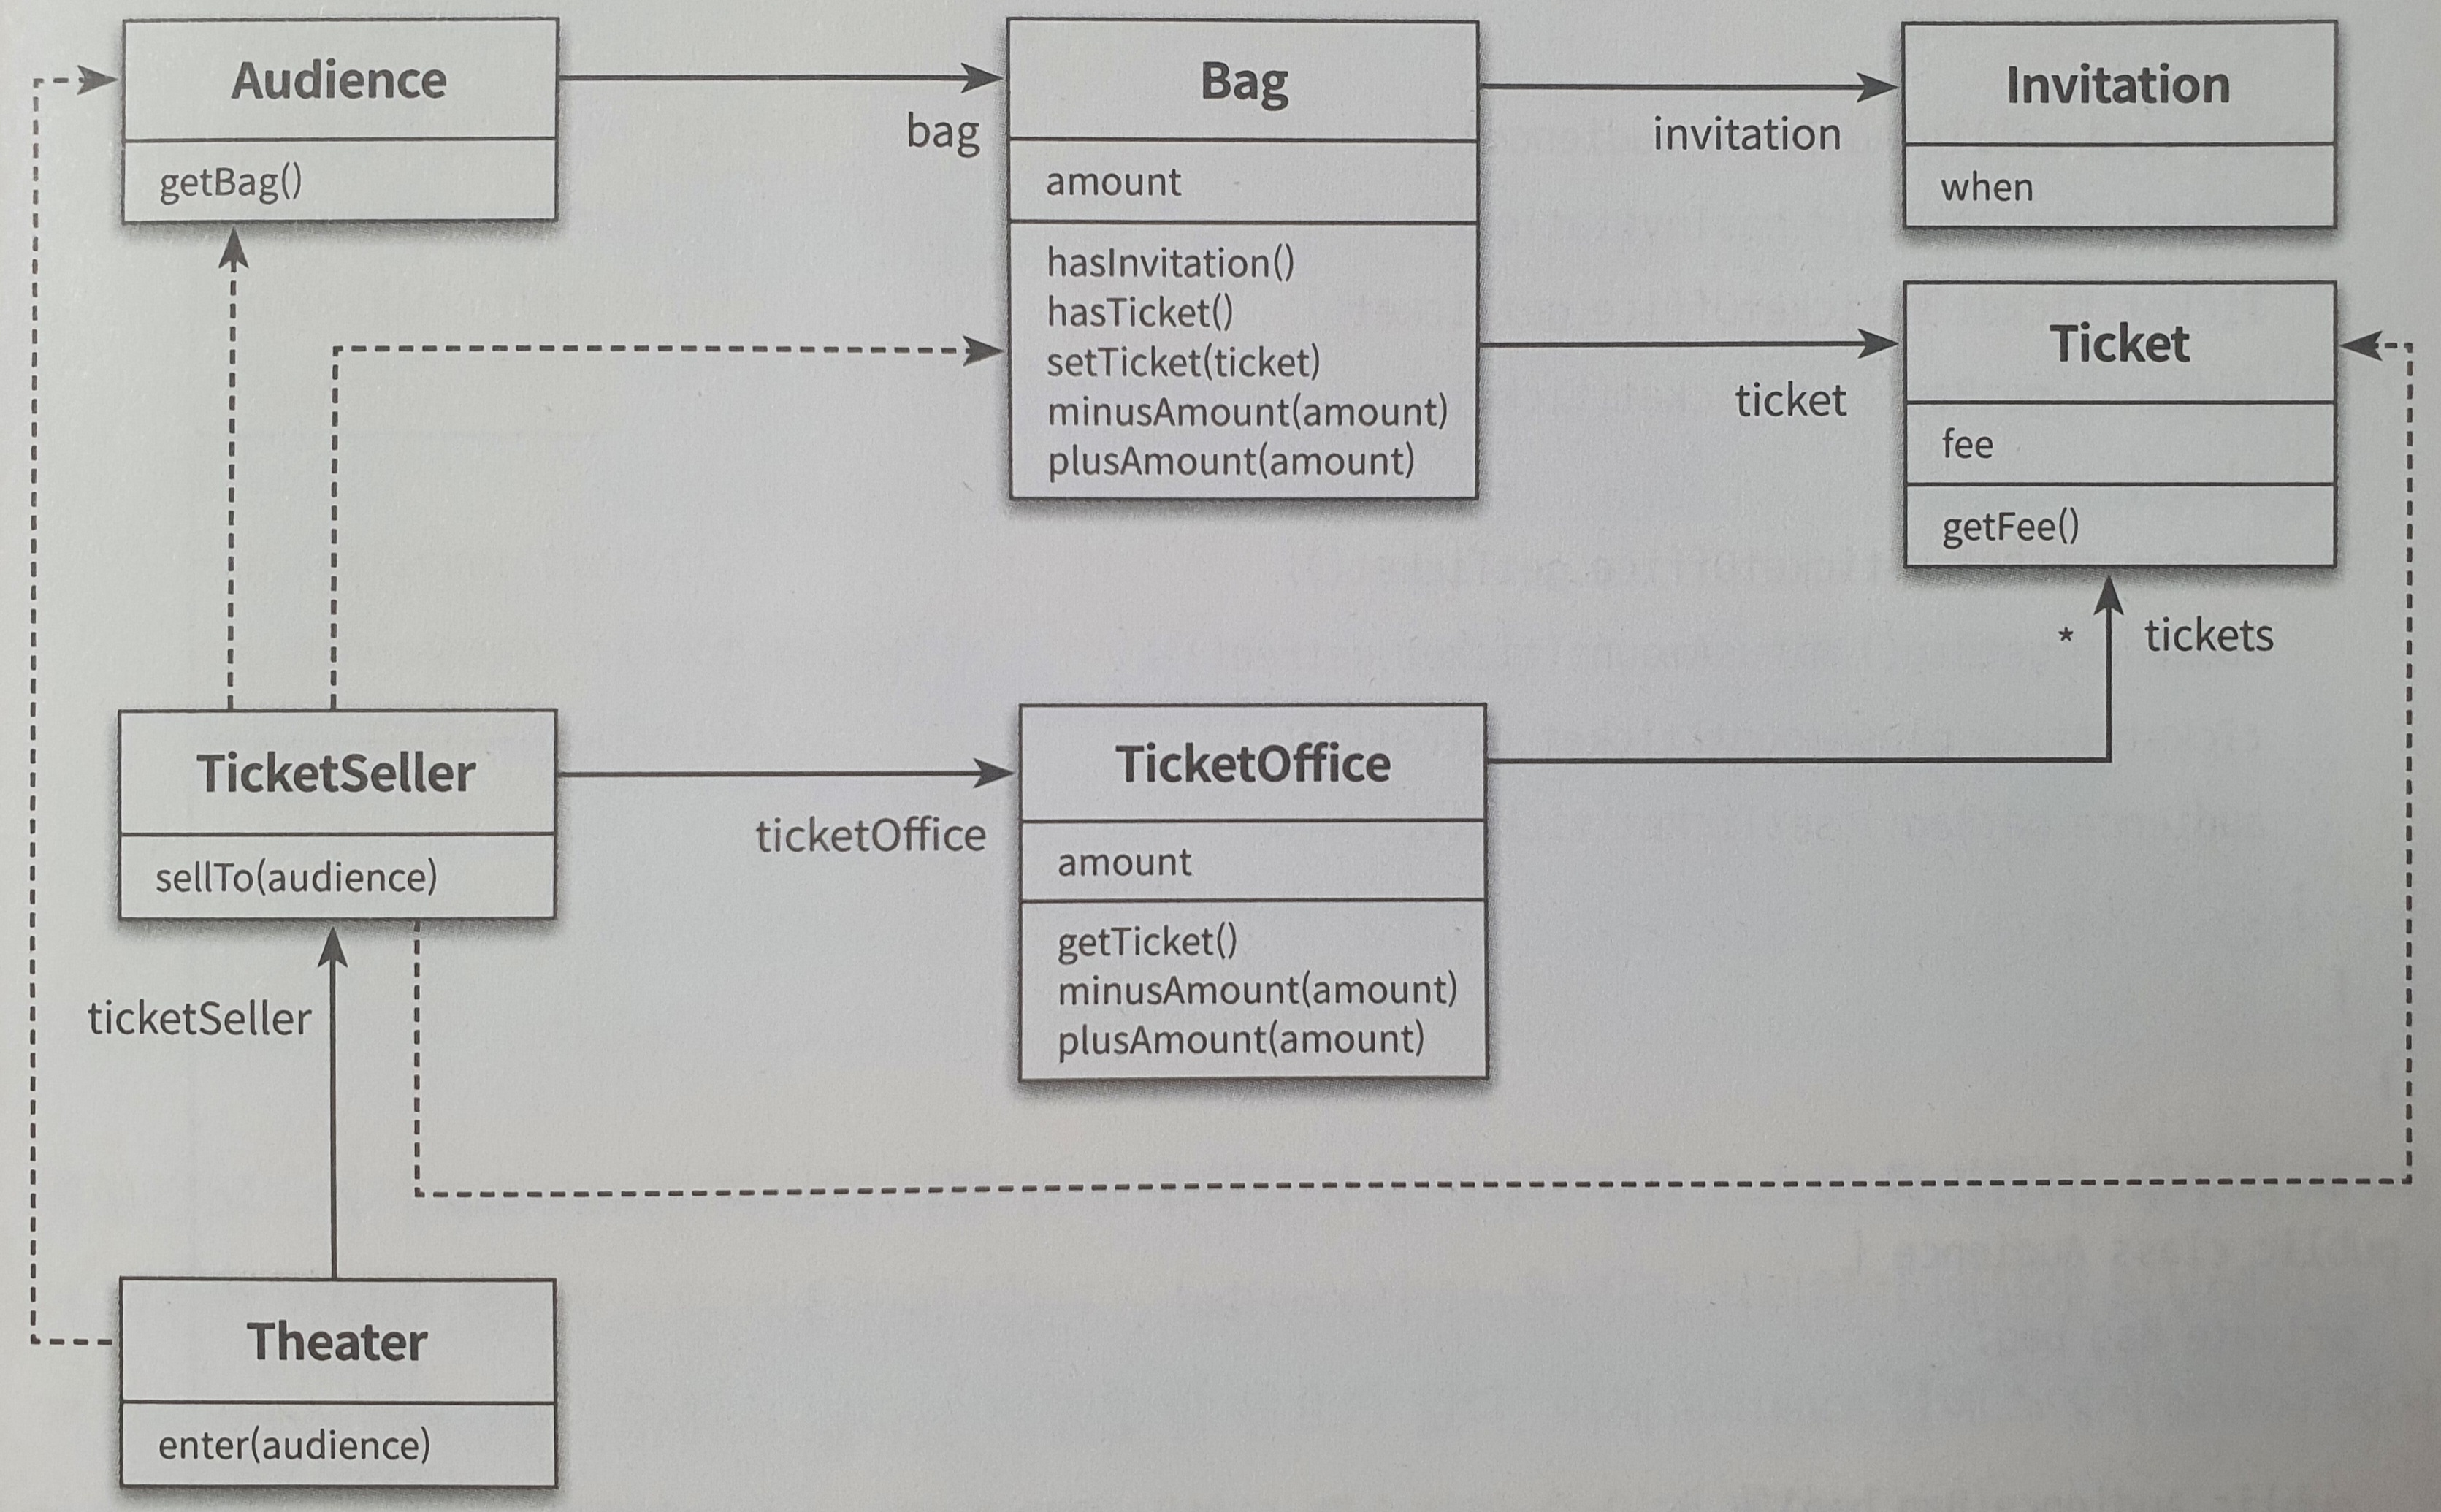 Audience
getBag()
bag
Bag
amount
hasInvitation()
hasTicket()
setTicket(ticket)
minusAmount(amount)
plusAmount(amount)
invitation
Invitation
when
ticket
Ticket
fee
getFee()
* tickets
TicketSeller
sellTo(audience)
ticketOffice
TicketOffice
amount
getTicket()
minusAmount(amount)
plusAmount(amount)
ticketSeller
Theater
enter(audience)